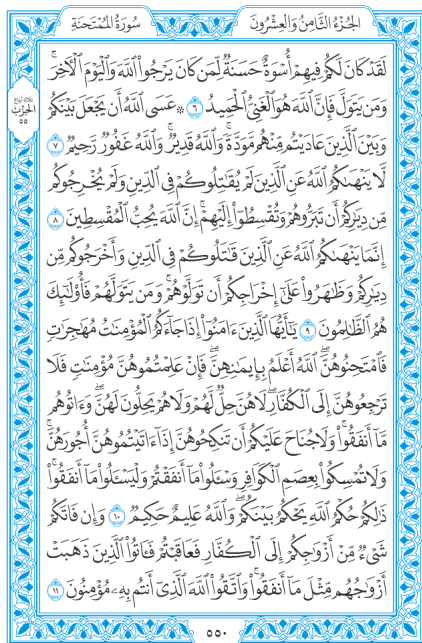 الجُزْءُ الثَّامِنُ وَالعِشْرُونَ
سُورَةُ المُمْتَحنَةِ
لَقَدْ كَانَ لَكُمْ فِيهِمْ أُسْوَةٌ حَسَنَةٌ لِّمَن كَانَ يَرْجُوا۟ ٱللَّهَ وَٱلْيَوْمَ ٱلْـَٔاخِرَۚ
وَمَن يَتَوَلَّ فَإِنَّ ٱللَّهَ هُوَ ٱلْغَنِىُّ ٱلْحَمِيدُ ٦ ۞ عَسَى ٱللَّهُ أَن يَجْعَلَ بَيْنَكُمْ
وَبَيْنَ ٱلَّذِينَ عَادَيْتُم مِّنْهُم مَّوَدَّةًۚ وَٱللَّهُ قَدِيرٌۚ وَٱللَّهُ غَفُورٌ رَّحِيمٌ ٧
لَّا يَنْهَىٰكُمُ ٱللَّهُ عَنِ ٱلَّذِينَ لَمْ يُقَـٰتِلُوكُمْ فِى ٱلدِّينِ وَلَمْ يُخْرِجُوكُم
مِّن دِيَـٰرِكُمْ أَن تَبَرُّوهُمْ وَتُقْسِطُوٓا۟ إِلَيْهِمْۚ إِنَّ ٱللَّهَ يُحِبُّ ٱلْمُقْسِطِينَ ٨
إِنَّمَا يَنْهَىٰكُمُ ٱللَّهُ عَنِ ٱلَّذِينَ قَـٰتَلُوكُمْ فِى ٱلدِّينِ وَأَخْرَجُوكُم مِّن
دِيَـٰرِكُمْ وَظَـٰهَرُوا۟ عَلَىٰٓ إِخْرَاجِكُمْ أَن تَوَلَّوْهُمْۚ وَمَن يَتَوَلَّهُمْ فَأُو۟لَـٰٓئِكَ
هُمُ ٱلظَّـٰلِمُونَ ٩ يَـٰٓأَيُّهَا ٱلَّذِينَ ءَامَنُوٓا۟ إِذَا جَآءَكُمُ ٱلْمُؤْمِنَـٰتُ مُهَـٰجِرَٰتٍ
فَٱمْتَحِنُوهُنَّۖ ٱللَّهُ أَعْلَمُ بِإِيمَـٰنِهِنَّۖ فَإِنْ عَلِمْتُمُوهُنَّ مُؤْمِنَـٰتٍ فَلَا
تَرْجِعُوهُنَّ إِلَى ٱلْكُفَّارِۖ لَا هُنَّ حِلٌّ لَّهُمْ وَلَا هُمْ يَحِلُّونَ لَهُنَّۖ وَءَاتُوهُم
مَّآ أَنفَقُوا۟ۚ وَلَا جُنَاحَ عَلَيْكُمْ أَن تَنكِحُوهُنَّ إِذَآ ءَاتَيْتُمُوهُنَّ أُجُورَهُنَّۚ
وَلَا تُمْسِكُوا۟ بِعِصَمِ ٱلْكَوَافِرِ وَسْـَٔلُوا۟ مَآ أَنفَقْتُمْ وَلْيَسْـَٔلُوا۟ مَآ أَنفَقُوا۟ۚ
ذَٰلِكُمْ حُكْمُ ٱللَّهِ يَحْكُمُ بَيْنَكُمْۖ وَٱللَّهُ عَلِيمٌ حَكِيمٌ ١٠ وَإِن فَاتَكُمْ
شَىْءٌ مِّنْ أَزْوَٰجِكُمْ إِلَى ٱلْكُفَّارِ فَعَاقَبْتُمْ فَـَٔاتُوا۟ ٱلَّذِينَ ذَهَبَتْ
أَزْوَٰجُهُم مِّثْلَ مَآ أَنفَقُوا۟ۚ وَٱتَّقُوا۟ ٱللَّهَ ٱلَّذِىٓ أَنتُم بِهِۦ مُؤْمِنُونَ ١١
الحِزْبُ
٥٥
٥٥٠